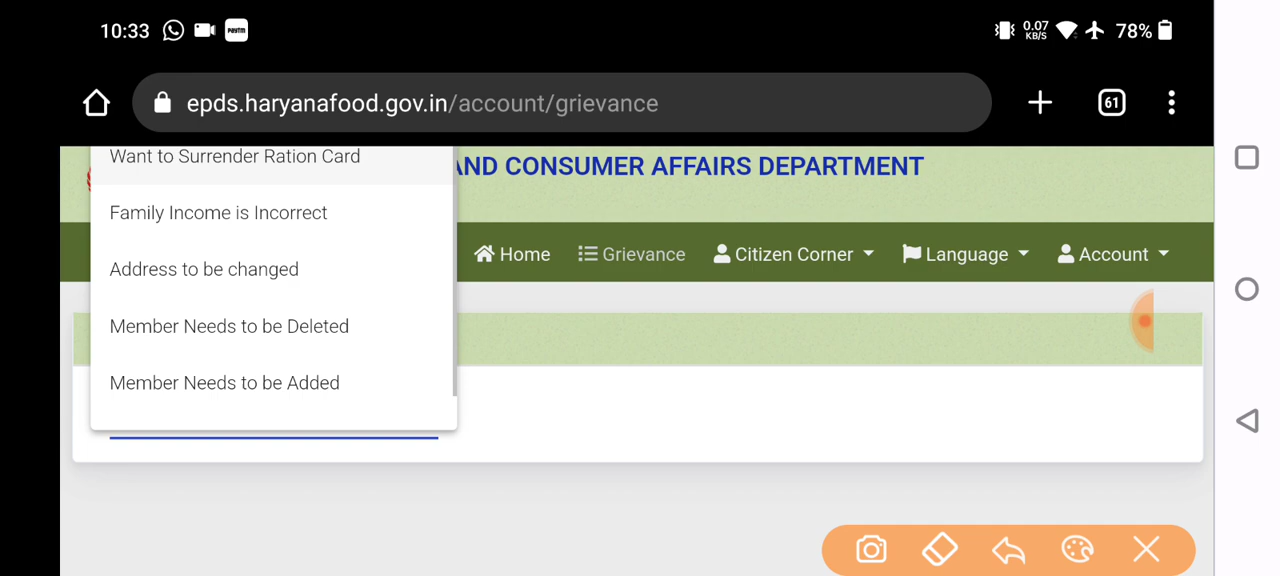 10:33
paytm
0.07
KB/S
78%
epds.haryanafood.gov.in/account/grievance
61
AND CONSUMER AFFAIRS DEPARTMENT
Home
Grievance
Citizen Corner
Language
Account
Want to Surrender Ration Card
Family Income is Incorrect
Address to be changed
Member Needs to be Deleted
Member Needs to be Added